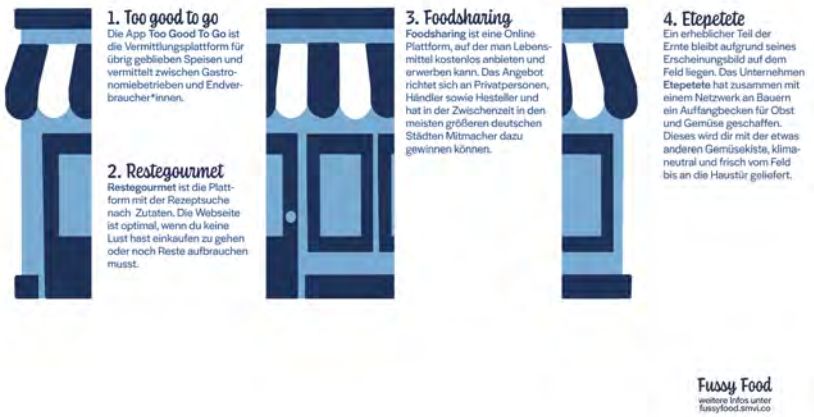 1. Too good to go
Die App Too Good To Go ist
die Vermittlungsplattform für
übrig geblieben Speisen und
vermittelt zwischen Gastro-
nomiebetrieben und Endver-
braucher*innen.
2. Restegourmet
Restegourmet ist die Platt-
form mit der Rezeptsuche
nach Zutaten. Die Webseite
ist optimal, wenn du keine
Lust hast einkaufen zu gehen
oder noch Reste aufbrauchen
musst.
3. Foodsharing
Foodsharing ist eine Online
Plattform, auf der man Lebens-
mittel kostenlos anbieten und
erwerben kann. Das Angebot
richtet sich an Privatpersonen,
Händler sowie Hesteller und
hat in der Zwischenzeit in den
meisten größeren deutschen
Städten Mitmacher dazu
gewinnen können.
4. Etepetete
Ein erheblicher Teil der
Ernte bleibt aufgrund seines
Erscheinungsbild auf dem
Feld liegen. Das Unternehmen
Etepetete hat zusammen mit
einem Netzwerk an Bauern
ein Auffangbecken für Obst
und Gemüse geschaffen.
Dieses wird dir mit der etwas
anderen Gemüsekiste, klima-
neutral und frisch vom Feld
bis an die Haustür geliefert.
Fussy Food
weitere Infos unter
fussyfood.smvi.co